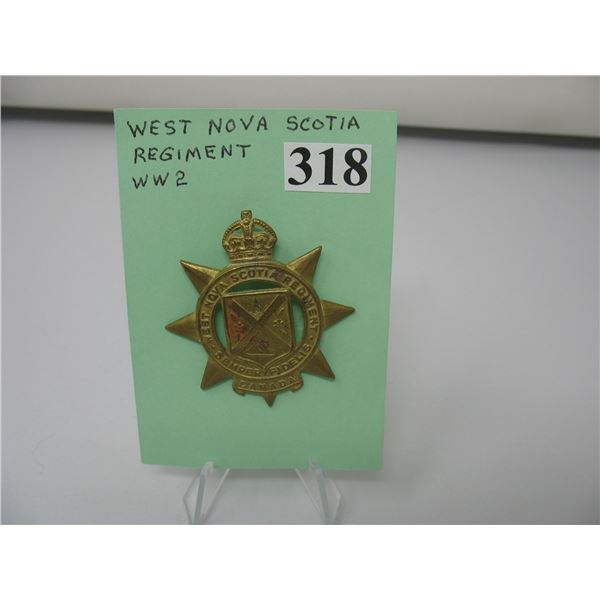 WEST NOVA SCOTIA
REGIMENT
WW2
318
WEST NOVA SCOTIA REGIMENT
SEMPER FIDELIS
CANADA